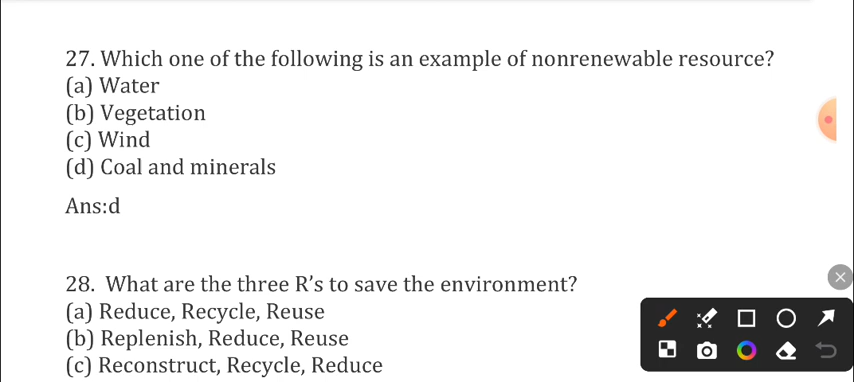 27. Which one of the following is an example of nonrenewable resource?
(a) Water
(b) Vegetation
(c) Wind
(d) Coal and minerals
Ans:d
28.  What are the three R’s to save the environment?
(a) Reduce, Recycle, Reuse
(b) Replenish, Reduce, Reuse
(c) Reconstruct, Recycle, Reduce